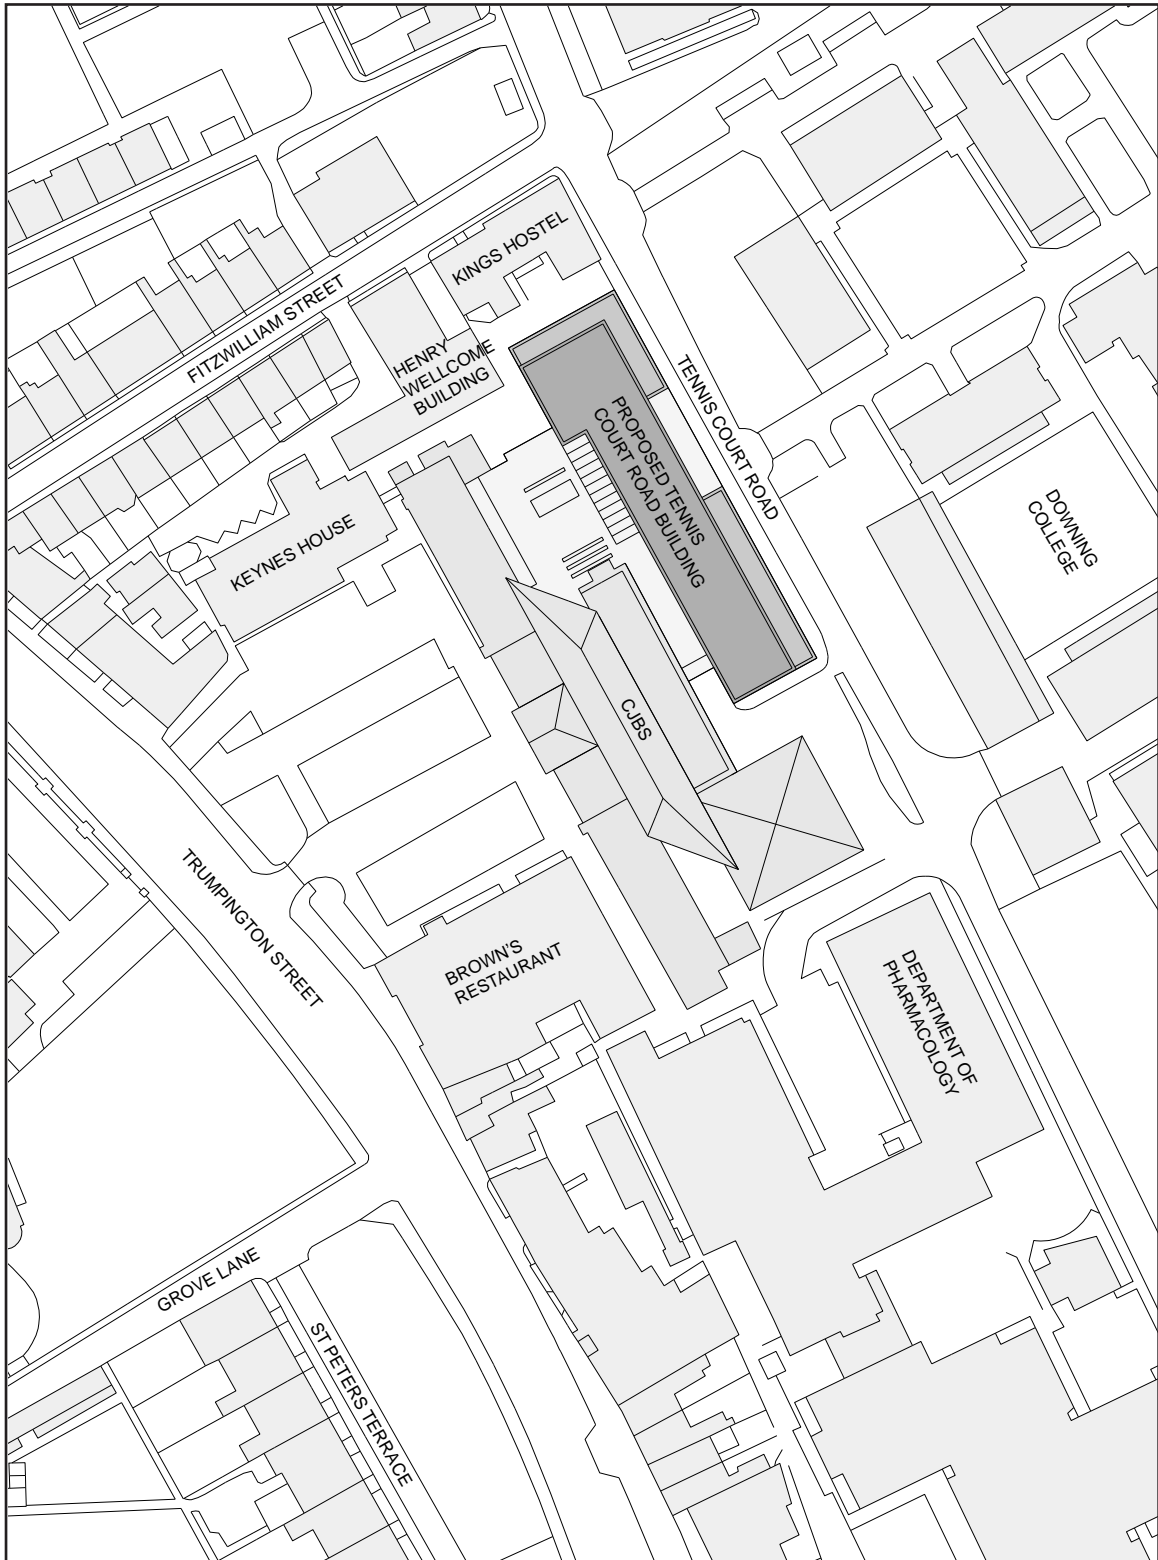 KINGS HOSTEL
FITZWILLIAM STREET
HENRY
WELLCOME
BUILDING
TENNIS COURT ROAD
PROPOSED TENNIS
COURT ROAD BUILDING
DOWNING
COLLEGE
KEYNES HOUSE
CJBS
TRUMPINGTON STREET
BROWN'S
RESTAURANT
DEPARTMENT OF
PHARMACOLOGY
GROVE LANE
ST PETERS TERRACE